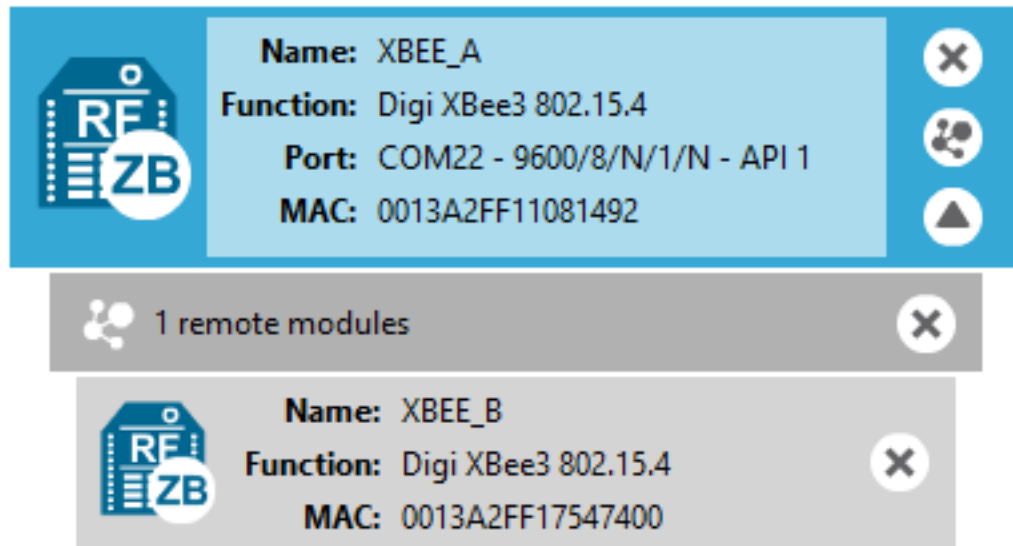 RF
ZB
Name: XBEE_A
Function: Digi XBee3 802.15.4
Port: COM22 - 9600/8/N/1/N - API 1
MAC: 0013A2FF11081492
1 remote modules
RF
ZB
Name: XBEE_B
Function: Digi XBee3 802.15.4
MAC: 0013A2FF17547400